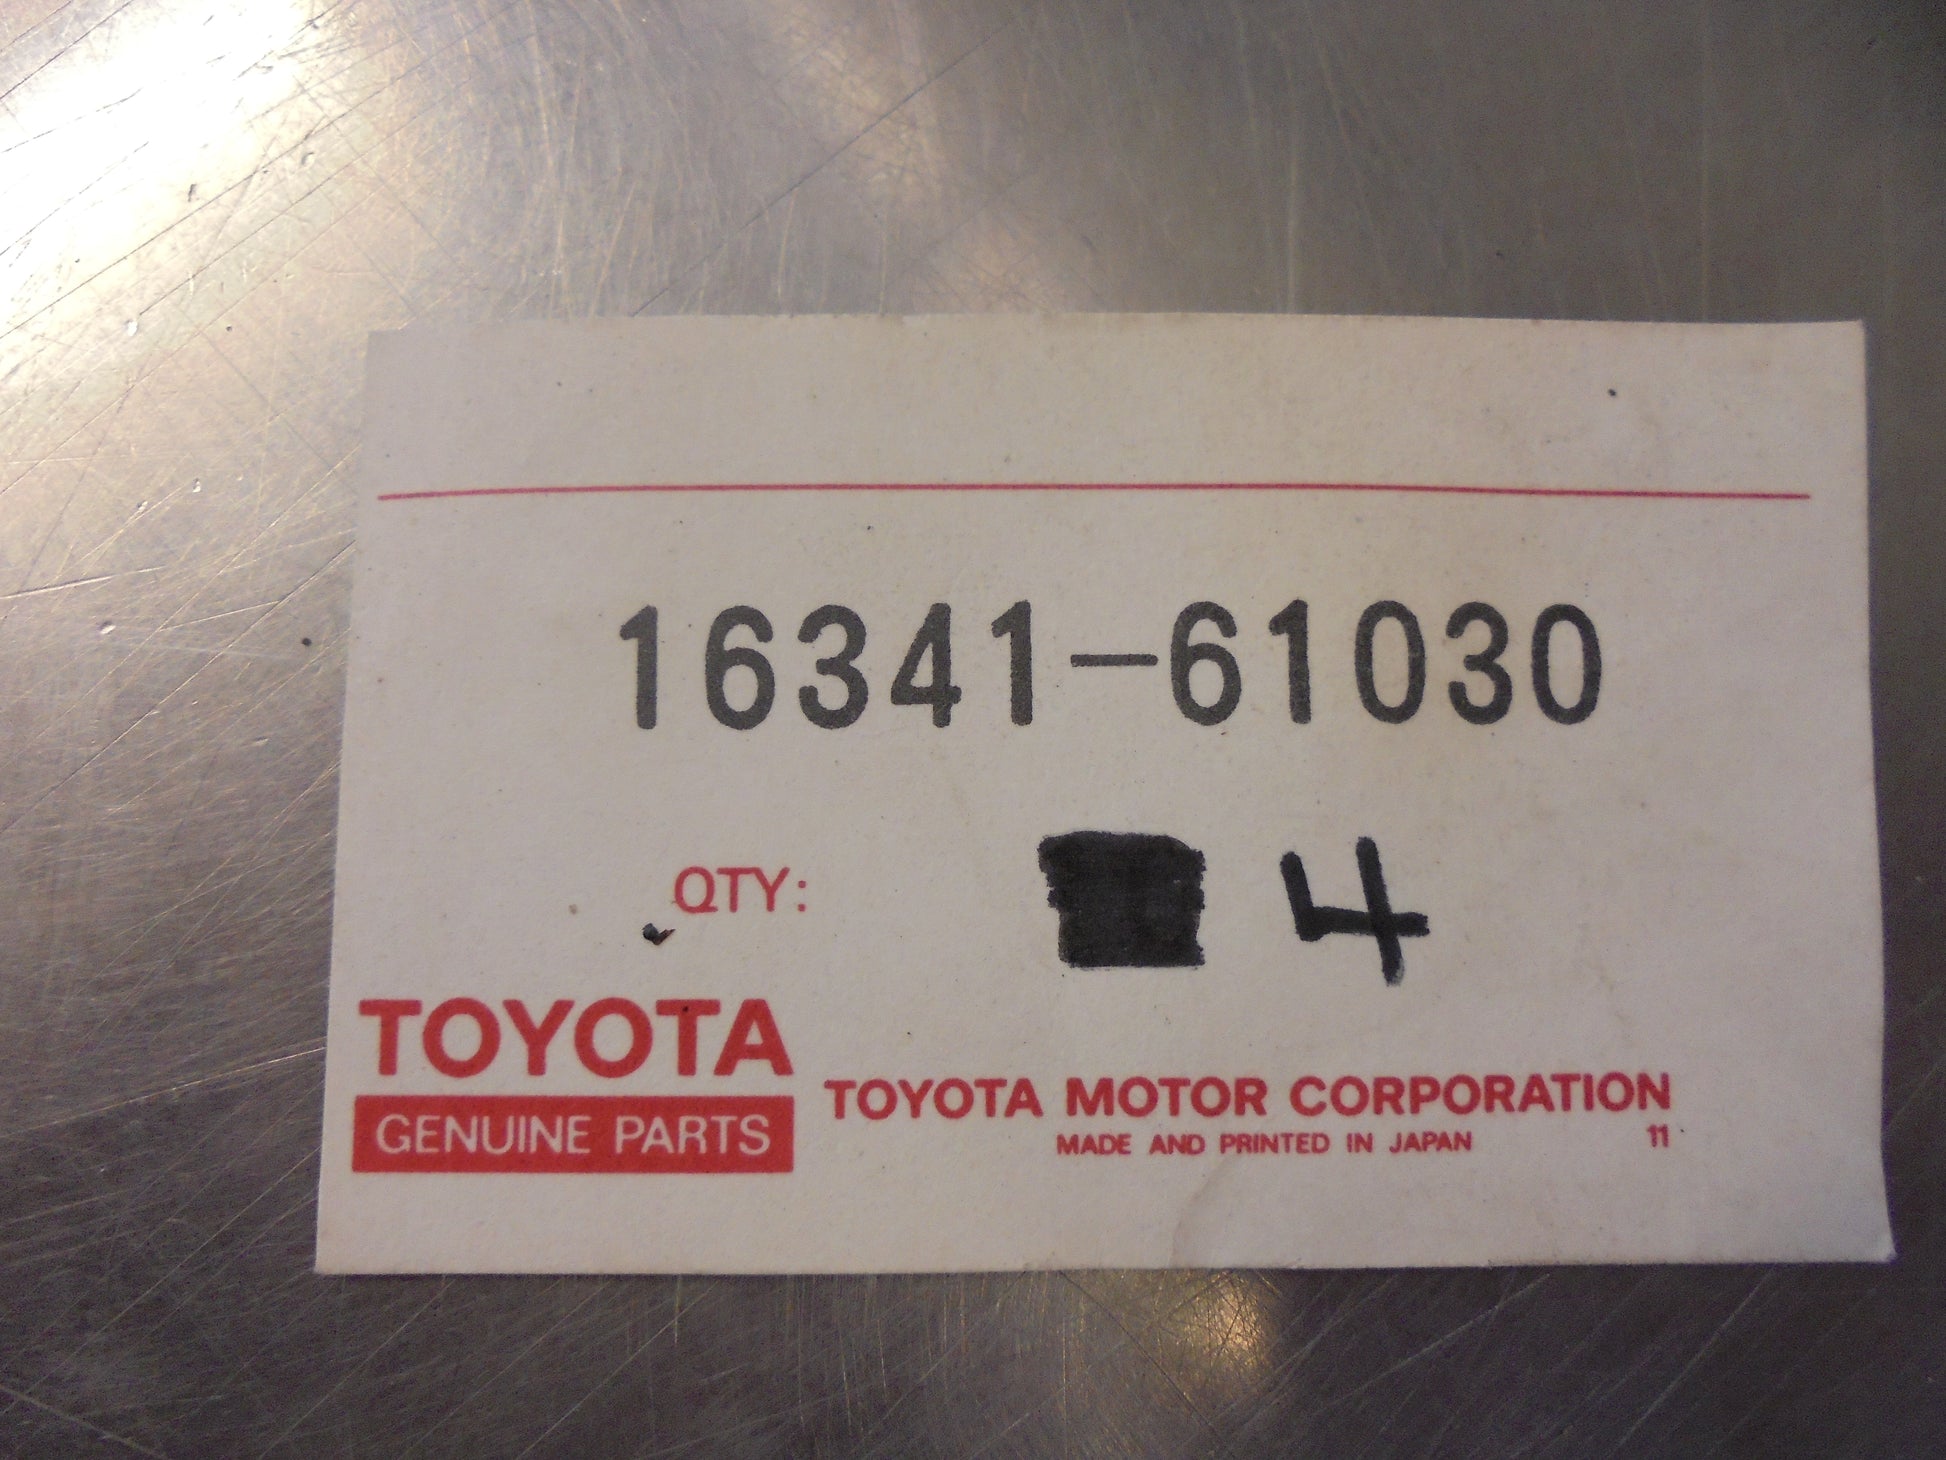 16341-61030
QTY: 4
TOYOTA
GENUINE PARTS
TOYOTA MOTOR CORPORATION
MADE AND PRINTED IN JAPAN 11